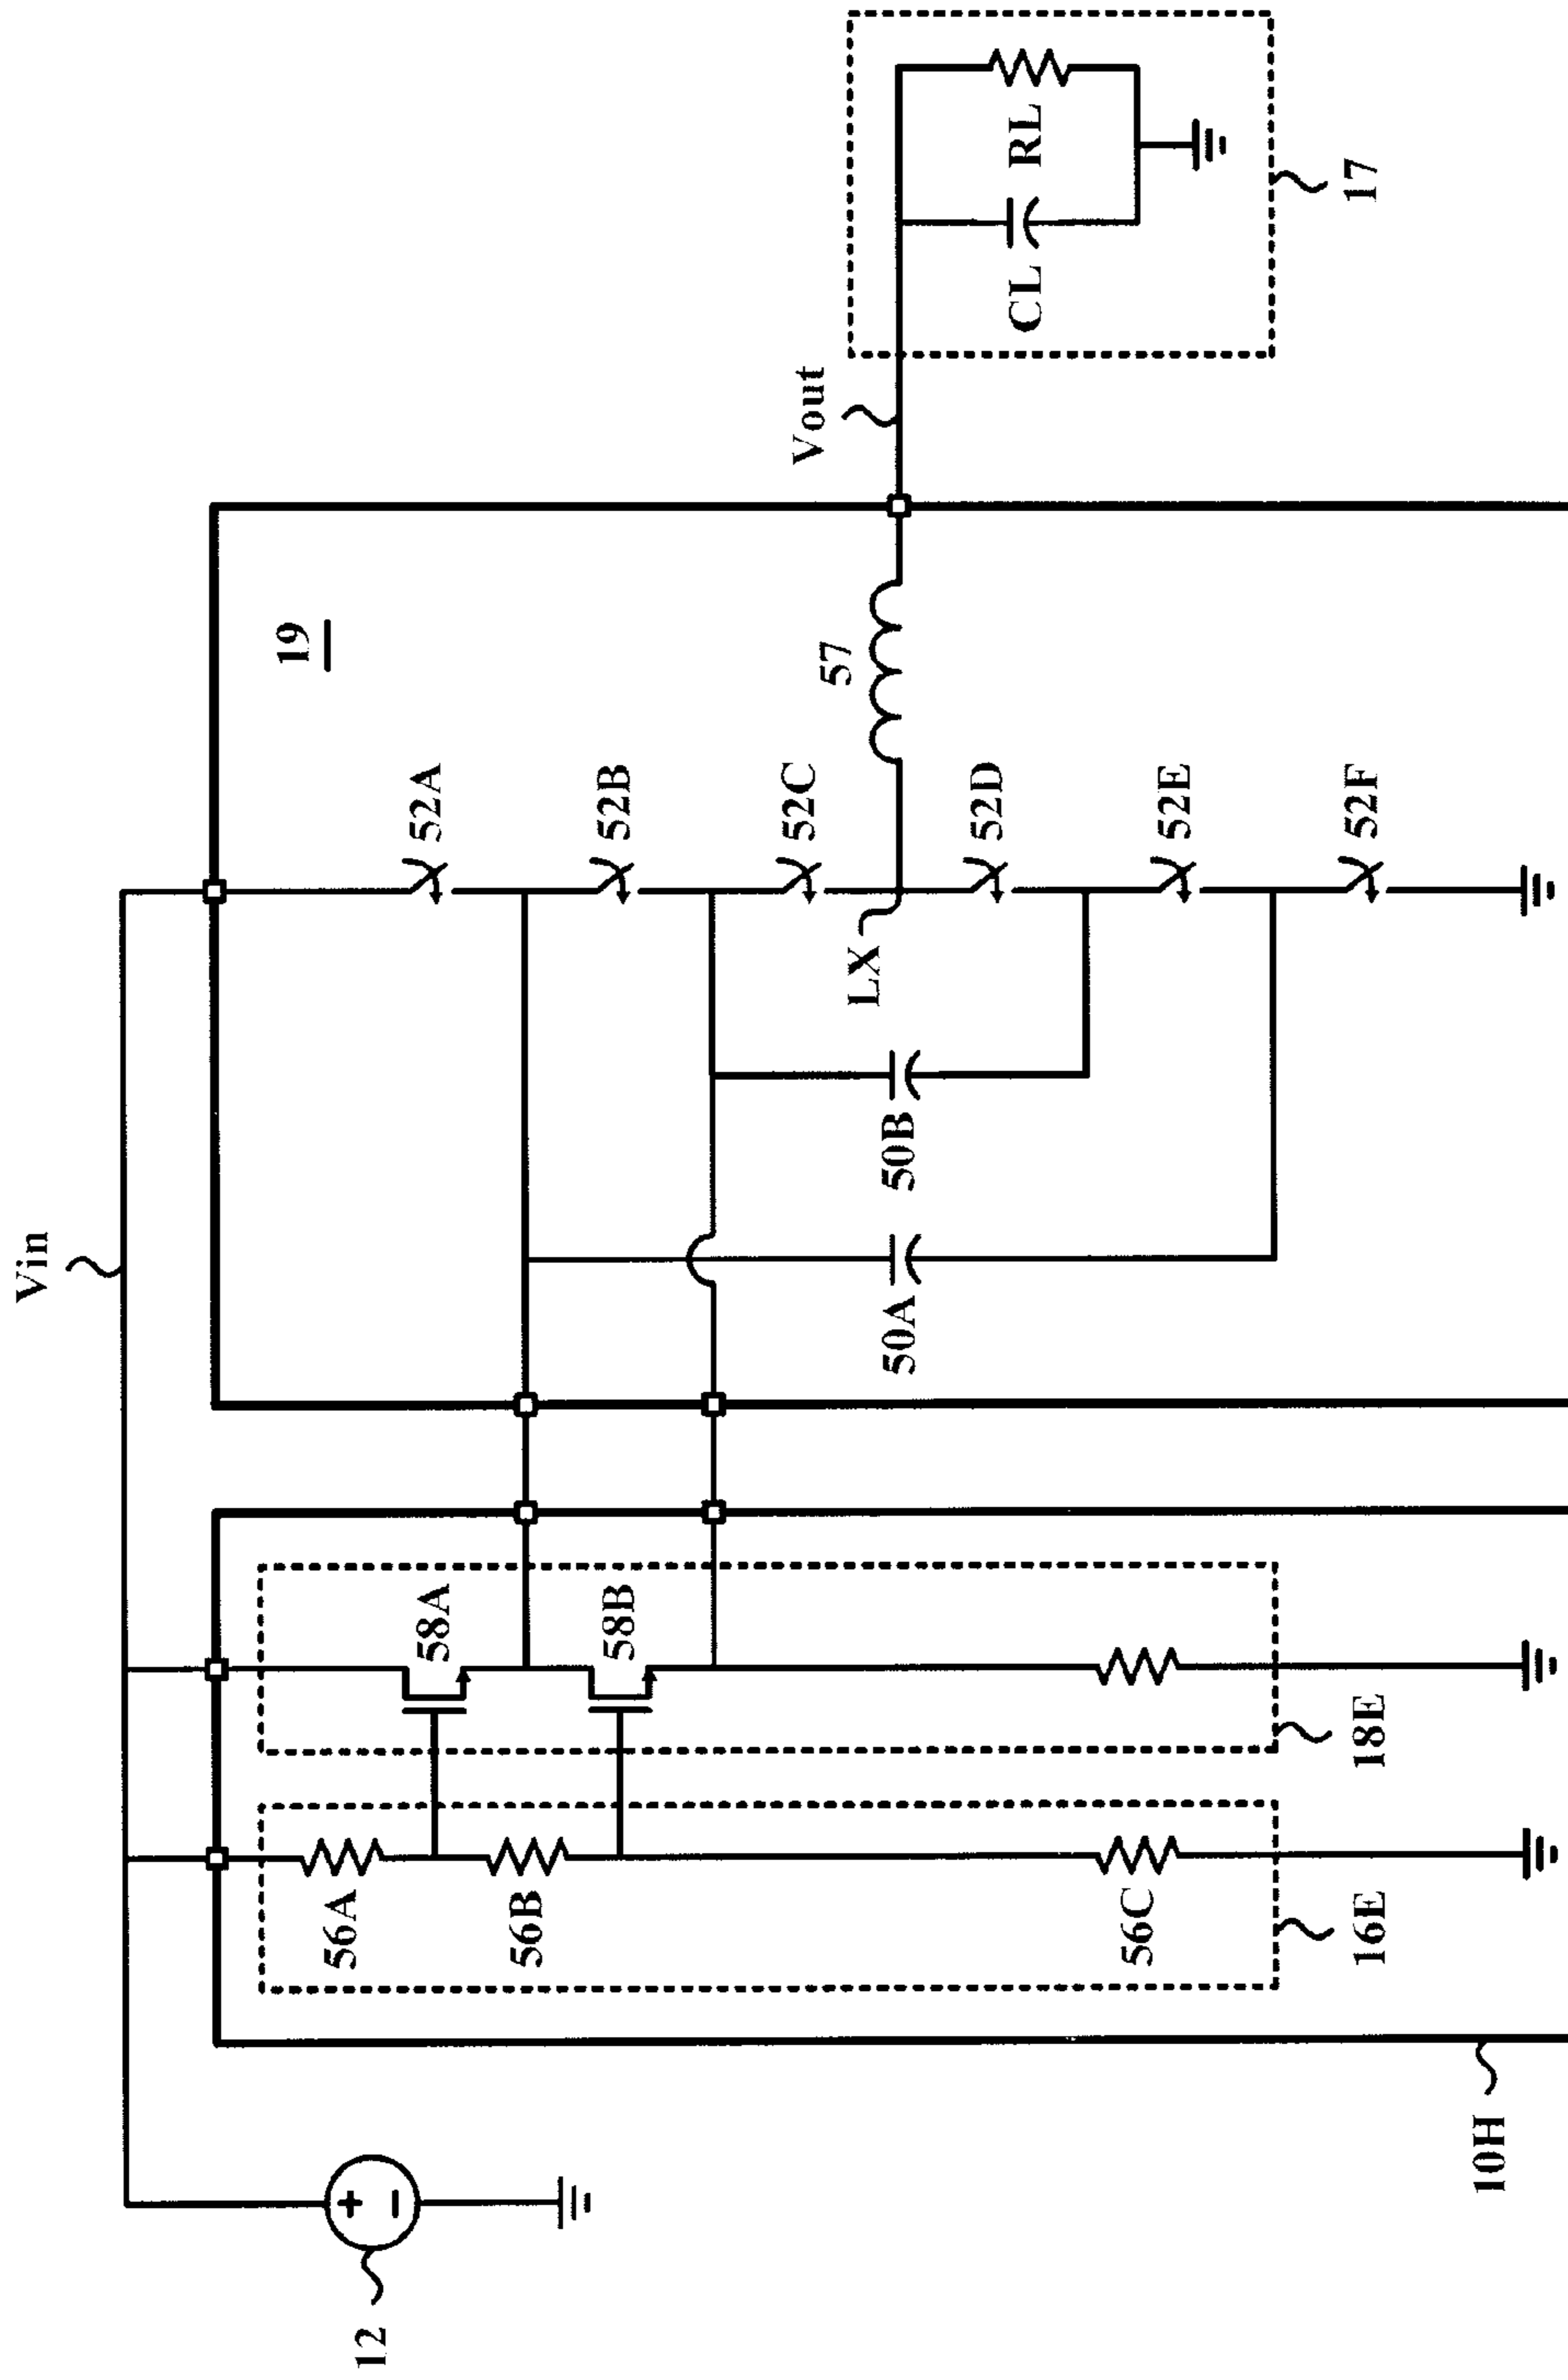 Vin
12
10H
56A
56B
56C
16E
58A
58B
18E
50A
50B
LX
52A
52B
52C
52D
52E
52F
19
57
Vout
CL
RL
17